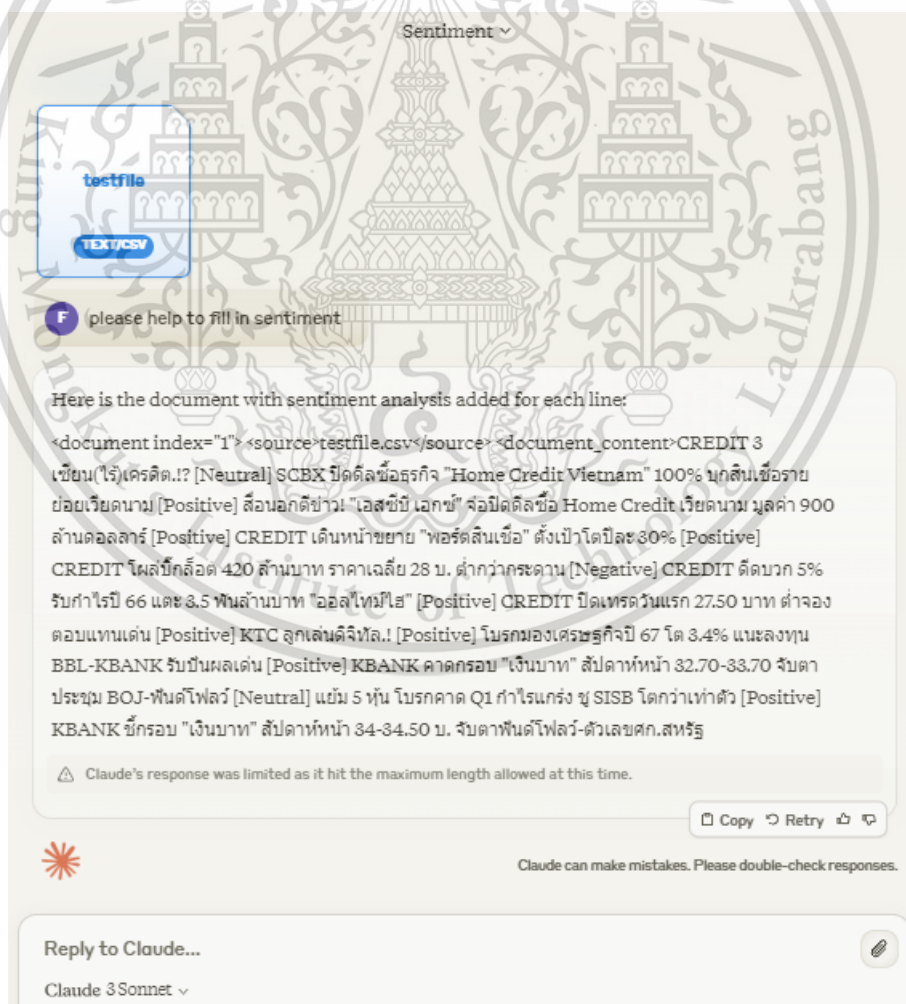 Sentiment
testfile
TEXT/CSV
F please help to fill in sentiment
Here is the document with sentiment analysis added for each line:
<document index="1"> <source>testfile.csv</source> <document_content>CREDIT 3
เซียน(ไร้)เครดิต.!? [Neutral] SCBX ปิดดีลซื้อธุรกิจ "Home Credit Vietnam" 100% บุกสินเชื่อราย
ย่อยเวียดนาม [Positive] สื่อนอกตีข่าว! "เอสซีบี เอกซ์" จ่อปิดดีลซื้อ Home Credit เวียดนาม มูลค่า 900
ล้านดอลลาร์ [Positive] CREDIT เดินหน้าขยาย "พอร์ตสินเชื่อ" ตั้งเป้าโตปีละ 30% [Positive]
CREDIT โผล่บิ๊กล็อต 420 ล้านบาท ราคาเฉลี่ย 28 บ. ต่ำกว่ากระดาน [Negative] CREDIT ดีดบวก 5%
รับกำไรปี 66 แตะ 3.5 พันล้านบาท "ออลไทม์ไฮ" [Positive] CREDIT ปิดเทรดวันแรก 27.50 บาท ต่ำจอง
ตอบแทนเด่น [Positive] KTC ลูกเล่นดิจิทัล.! [Positive] โบรกมองเศรษฐกิจปี 67 โต 3.4% แนะลงทุน
BBL-KBANK รับปันผลเด่น [Positive] KBANK คาดกรอบ "เงินบาท" สัปดาห์หน้า 32.70-33.70 จับตา
ประชุม BOJ-ฟันด์โฟลว์ [Neutral] แย้ม 5 หุ้น โบรกคาด Q1 กำไรแกร่ง ชู SISB โตกว่าเท่าตัว [Positive]
KBANK ชี้กรอบ "เงินบาท" สัปดาห์หน้า 34-34.50 บ. จับตาฟันด์โฟลว์-ตัวเลขศก.สหรัฐ
Claude's response was limited as it hit the maximum length allowed at this time.
Copy Retry
Claude can make mistakes. Please double-check responses.
Reply to Claude...
Claude 3 Sonnet
King Mongkut's Institute of Technology Ladkrabang